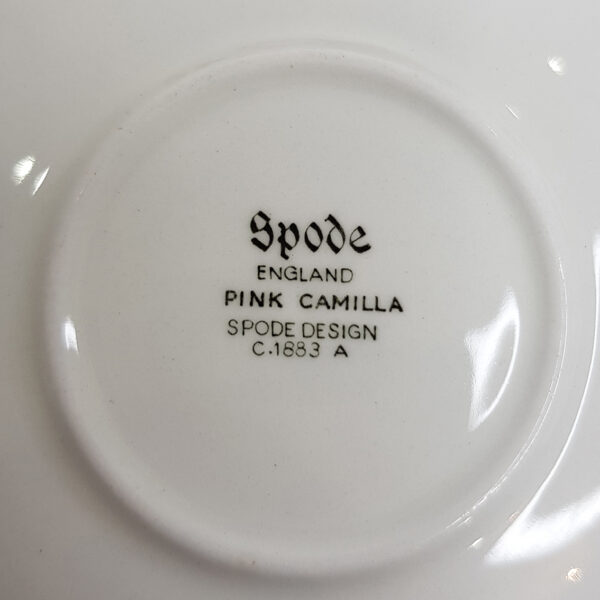 Spode
ENGLAND
PINK CAMILLA
SPODE DESIGN
C.1883 A